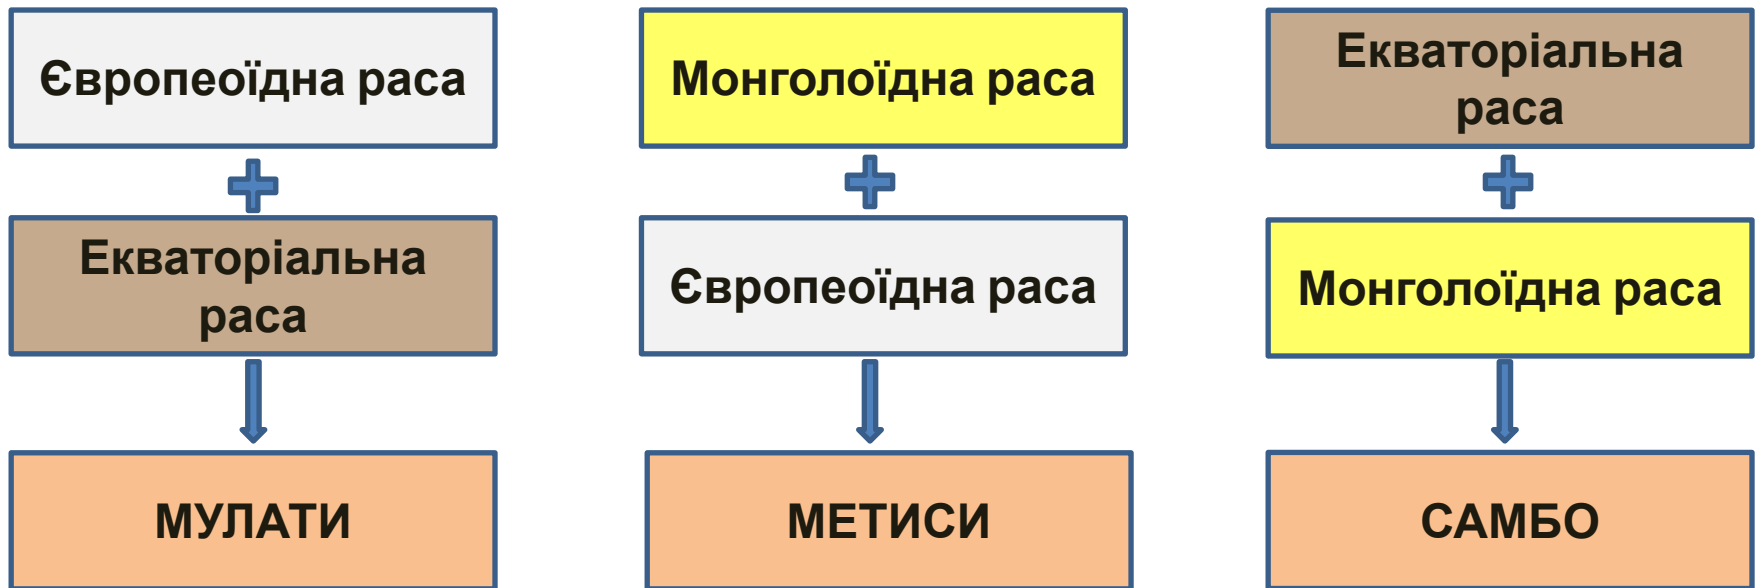 Європеоїдна раса
Екваторіальна
раса
МУЛАТИ
Монголоїдна раса
Європеоїдна раса
МЕТИСИ
Екваторіальна
раса
Монголоїдна раса
САМБО